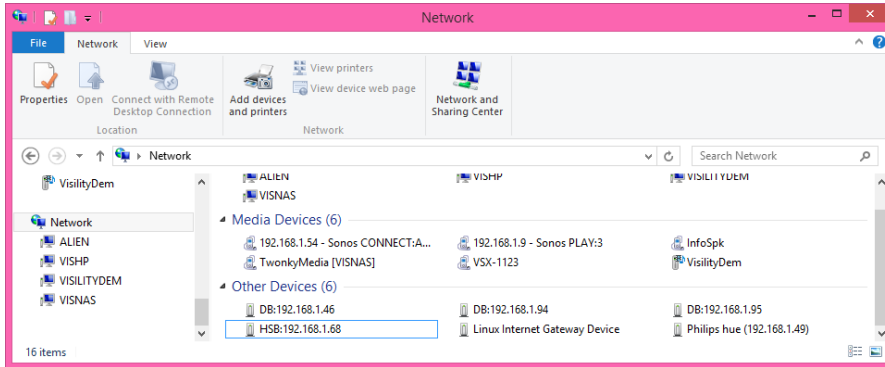 Network
File Network View
Properties Open Connect with Remote Desktop Connection
Location
Add devices and printers
View printers
View device web page
Network
Network and Sharing Center
Network
Search Network
VisilityDem
Network
ALIEN
VISHP
VISILITYDEM
VISNAS
ALIEN VISHP VISILITYDEM
VISNAS
Media Devices (6)
192.168.1.54 - Sonos CONNECT:A... 192.168.1.9 - Sonos PLAY:3 InfoSpk
TwonkyMedia [VISNAS] VSX-1123 VisilityDem
Other Devices (6)
DB:192.168.1.46 DB:192.168.1.94 DB:192.168.1.95
HSB:192.168.1.68 Linux Internet Gateway Device Philips hue (192.168.1.49)
16 items